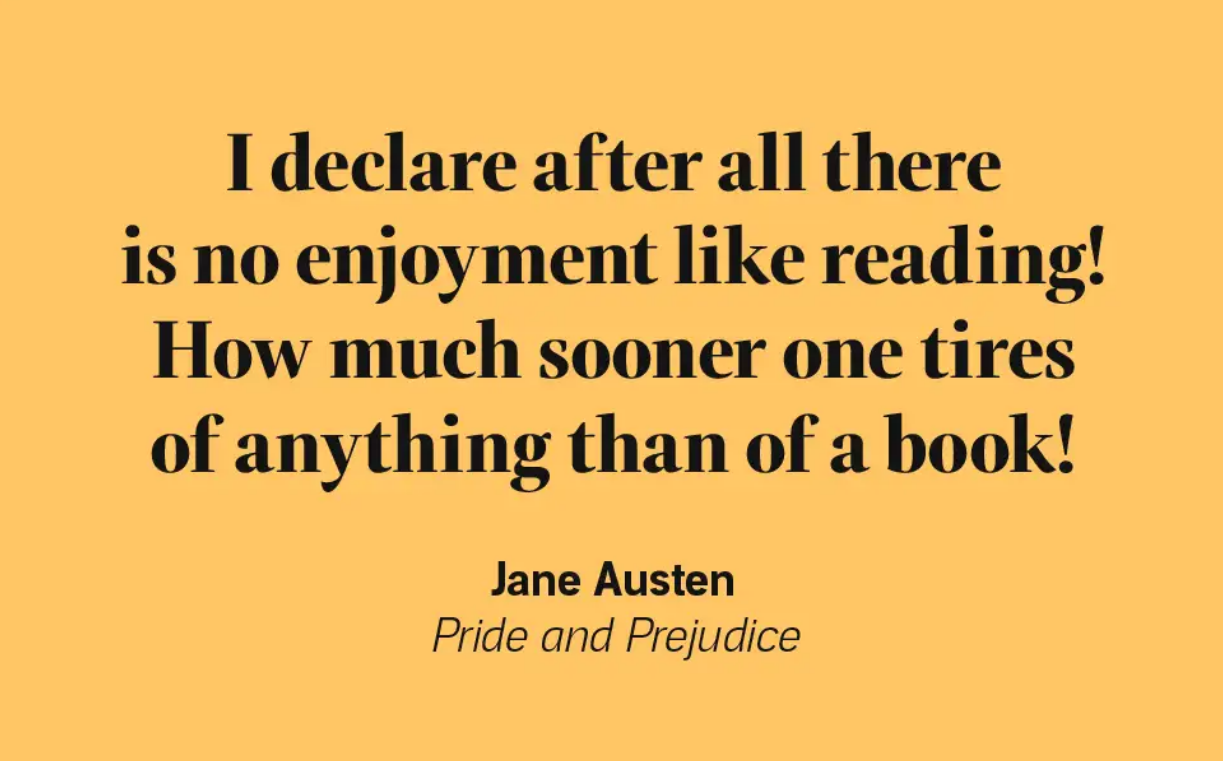 I declare after all there
is no enjoyment like reading!
How much sooner one tires
of anything than of a book!
Jane Austen
Pride and Prejudice